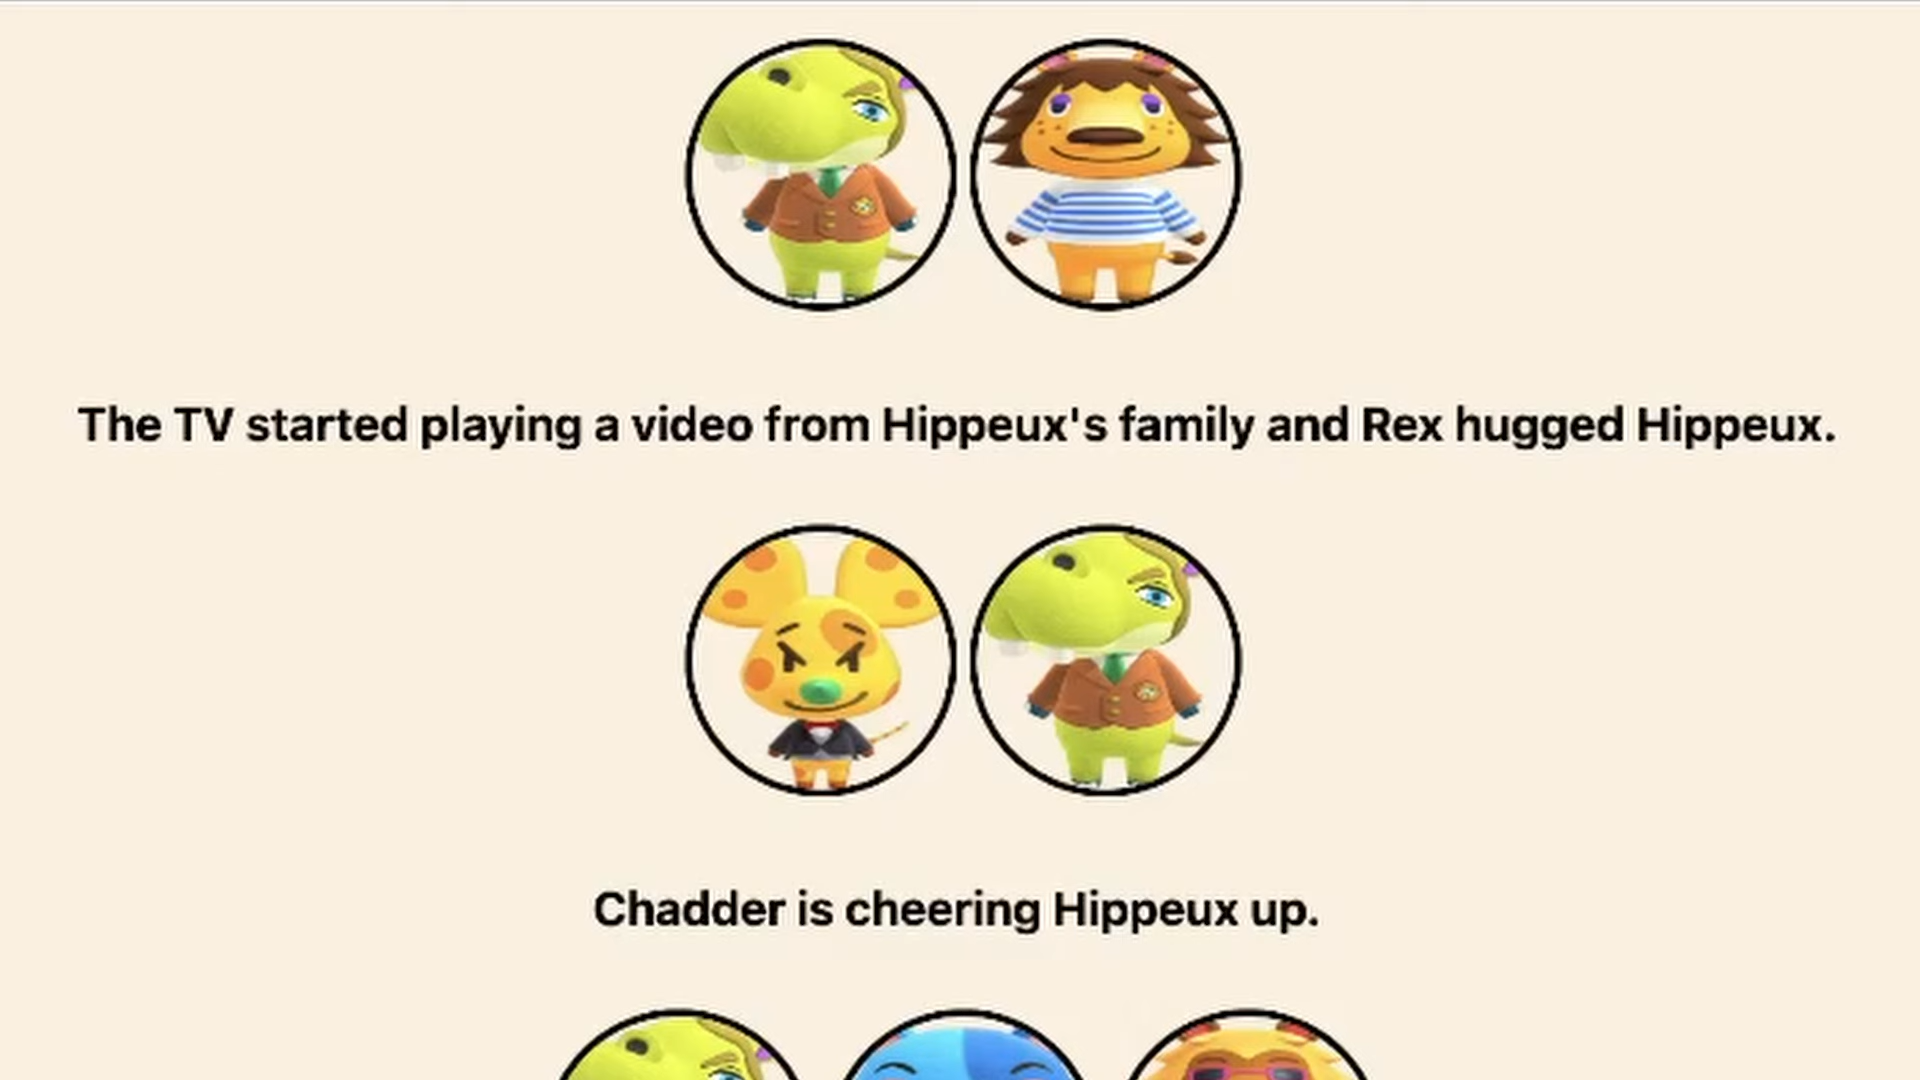 The TV started playing a video from Hippeux's family and Rex hugged Hippeux.
Chadder is cheering Hippeux up.